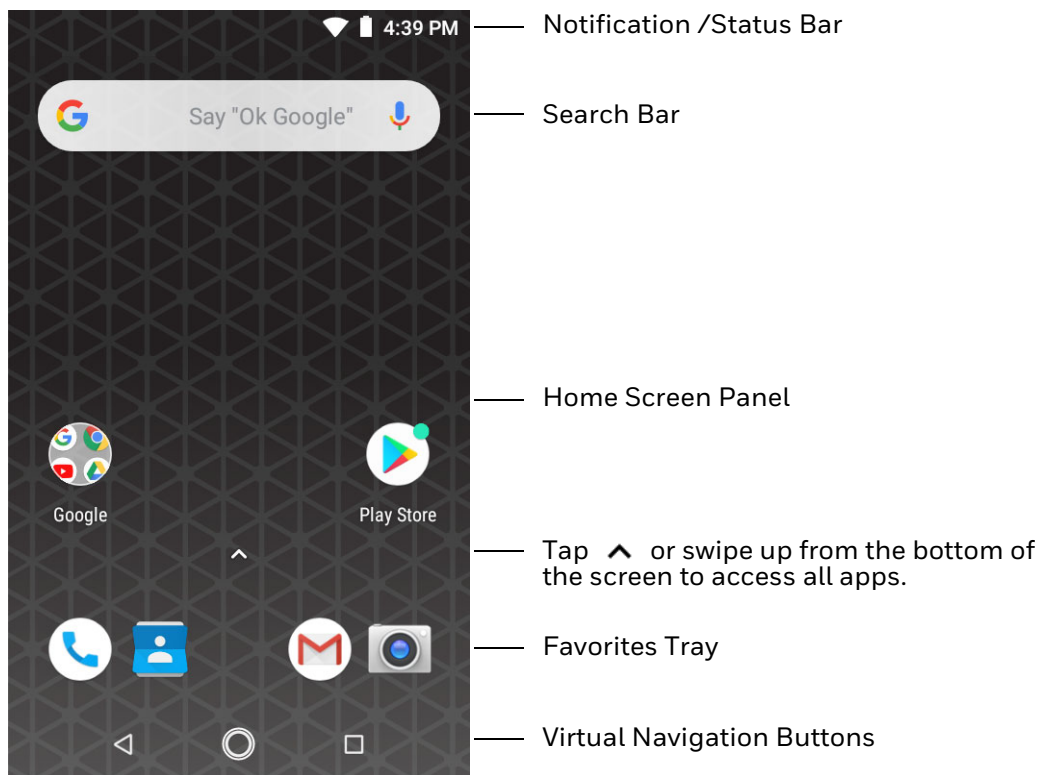 4:39 PM
Notification /Status Bar
Say "Ok Google"
Search Bar
Home Screen Panel
Google
Play Store
Tap or swipe up from the bottom of
the screen to access all apps.
Favorites Tray
Virtual Navigation Buttons